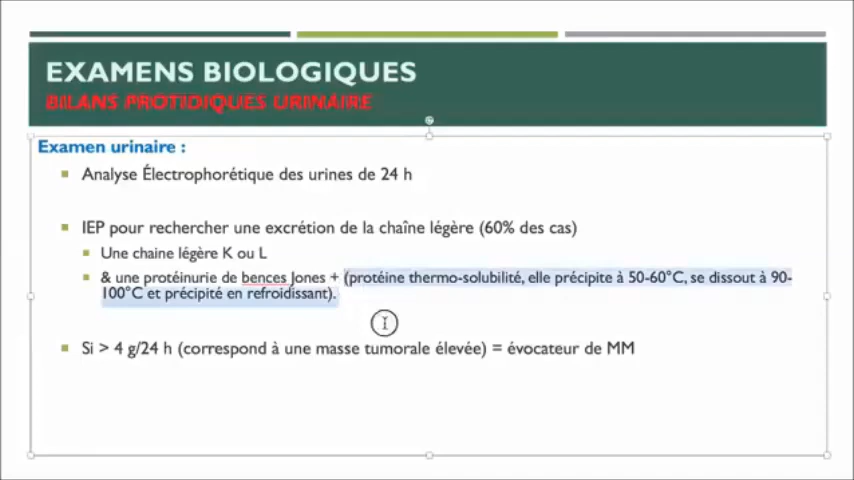 EXAMENS BIOLOGIQUES
BILANS PROTIDIQUES URINAIRE
Examen urinaire :
Analyse Électrophorétique des urines de 24 h
IEP pour rechercher une excrétion de la chaîne légère (60% des cas)
Une chaine légère K ou L
& une protéinurie de bences Jones + (protéine thermo-solubilité, elle précipite à 50-60°C, se dissout à 90-
100°C et précipité en refroidissant).
Si > 4 g/24 h (correspond à une masse tumorale élevée) = évocateur de MM